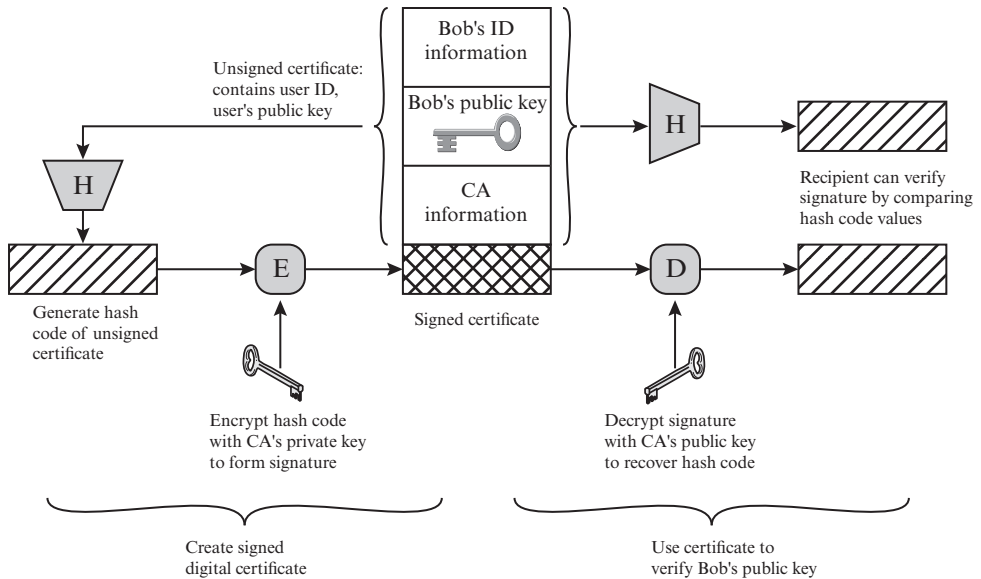 Bob's ID
information
Unsigned certificate:
contains user ID,
user's public key
Bob's public key
H
H
CA
information
Recipient can verify
signature by comparing
hash code values
E
D
Generate hash
code of unsigned
certificate
Signed certificate
Encrypt hash code
with CA's private key
to form signature
Decrypt signature
with CA's public key
to recover hash code
Create signed
digital certificate
Use certificate to
verify Bob's public key